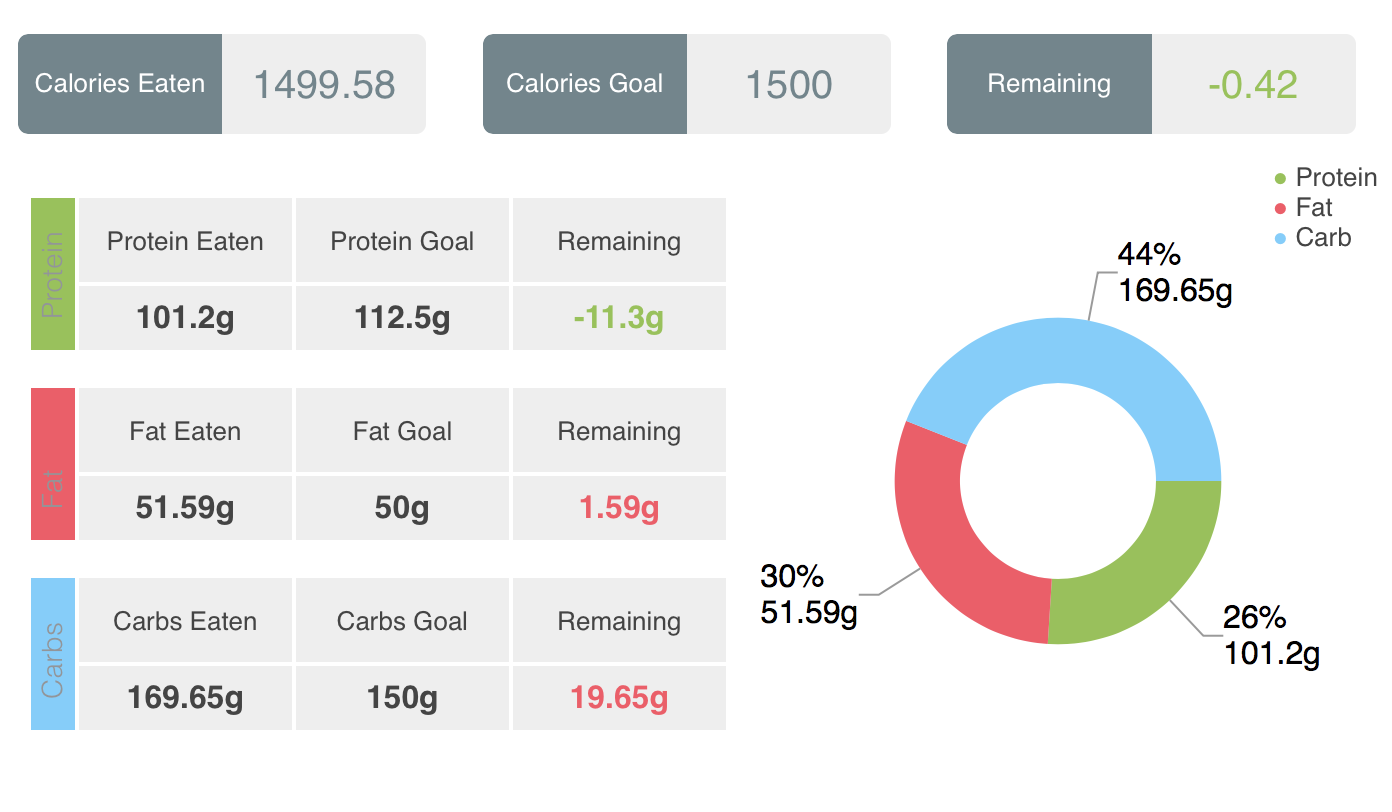 Calories Eaten 1499.58 Calories Goal 1500 Remaining -0.42
Protein
Fat
Carb
Protein
Protein Eaten Protein Goal Remaining
101.2g 112.5g -11.3g
Fat
Fat Eaten Fat Goal Remaining
51.59g 50g 1.59g
Carbs
Carbs Eaten Carbs Goal Remaining
169.65g 150g 19.65g
44%
169.65g
30%
51.59g
26%
101.2g